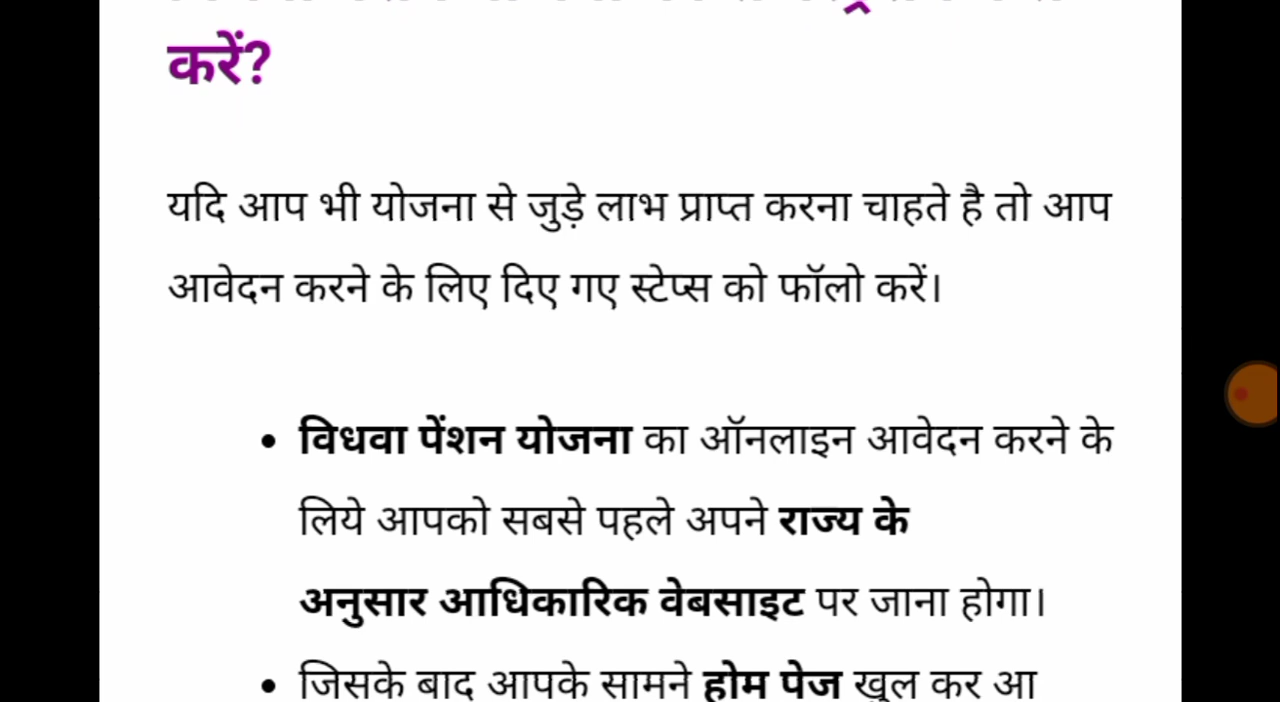 करें?
यदि आप भी योजना से जुड़े लाभ प्राप्त करना चाहते है तो आप
आवेदन करने के लिए दिए गए स्टेप्स को फॉलो करें।
• विधवा पेंशन योजना का ऑनलाइन आवेदन करने के
लिये आपको सबसे पहले अपने राज्य के
अनुसार आधिकारिक वेबसाइट पर जाना होगा।
• जिसके बाद आपके सामने होम पेज खुल कर आ